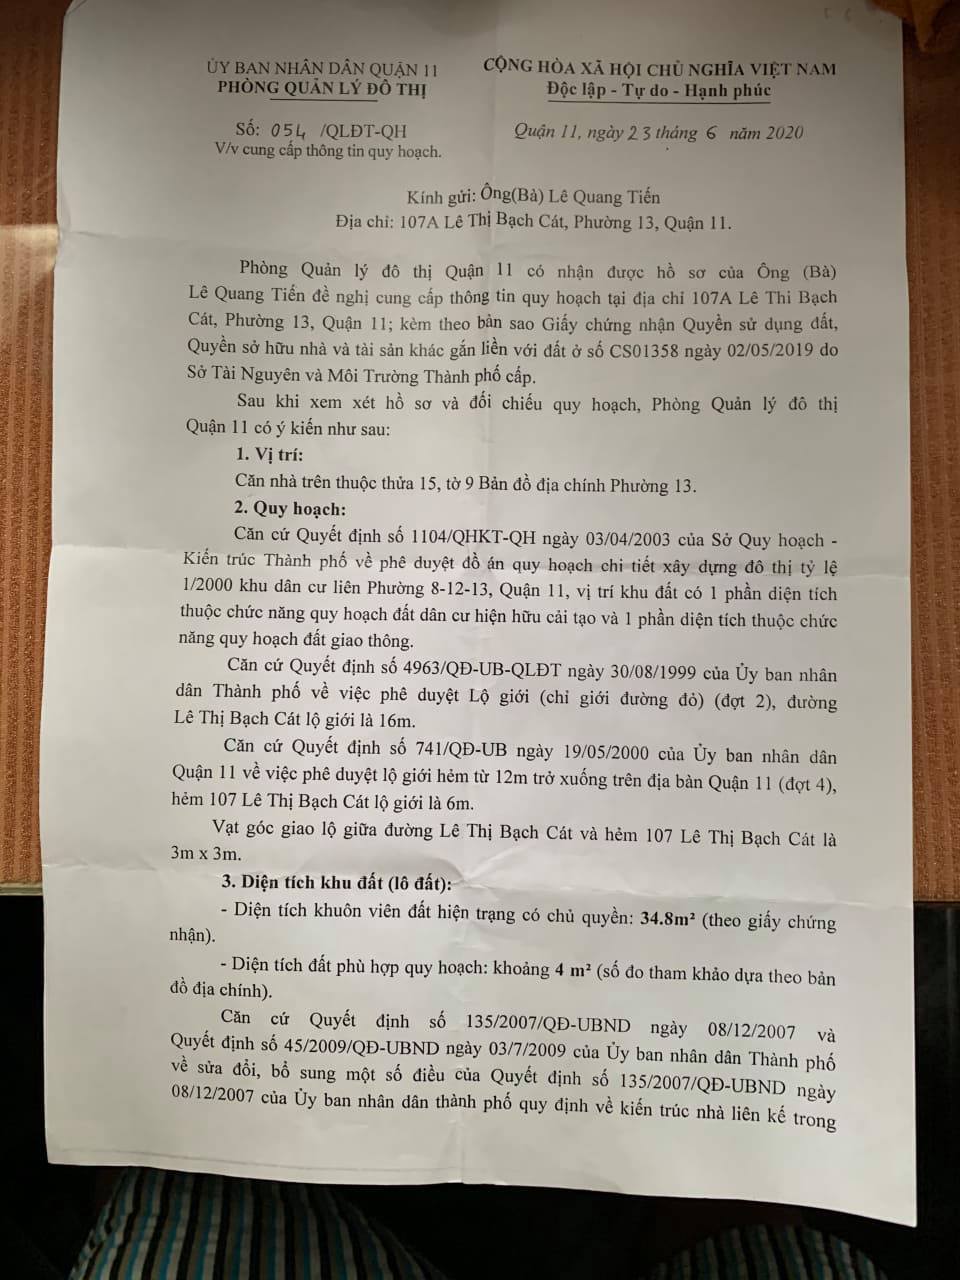 ỦY BAN NHÂN DÂN QUẬN 11
PHÒNG QUẢN LÝ ĐÔ THỊ
CỘNG HÒA XÃ HỘI CHỦ NGHĨA VIỆT NAM
Độc lập - Tự do - Hạnh phúc
Số: 054 /QLĐT-QH
V/v cung cấp thông tin quy hoạch.
Quận 11, ngày 23 tháng 6 năm 2020
Kính gửi: Ông(Bà) Lê Quang Tiến
Địa chỉ: 107A Lê Thị Bạch Cát, Phường 13, Quận 11.
Phòng Quản lý đô thị Quận 11 có nhận được hồ sơ của Ông (Bà)
Lê Quang Tiến đề nghị cung cấp thông tin quy hoạch tại địa chỉ 107A Lê Thi Bạch
Cát, Phường 13, Quận 11; kèm theo bản sao Giấy chứng nhận Quyền sử dụng đất,
Quyền sở hữu nhà và tài sản khác gắn liền với đất ở số CS01358 ngày 02/05/2019 do
Sở Tài Nguyên và Môi Trường Thành phố cấp.
Sau khi xem xét hồ sơ và đối chiếu quy hoạch, Phòng Quản lý đô thị
Quận 11 có ý kiến như sau:
1. Vị trí:
Căn nhà trên thuộc thửa 15, tờ 9 Bản đồ địa chính Phường 13.
2. Quy hoạch:
Căn cứ Quyết định số 1104/QHKT-QH ngày 03/04/2003 của Sở Quy hoạch -
Kiến trúc Thành phố về phê duyệt đồ án quy hoạch chi tiết xây dựng đô thị tỷ lệ
1/2000 khu dân cư liên Phường 8-12-13, Quận 11, vị trí khu đất có 1 phần diện tích
thuộc chức năng quy hoạch đất dân cư hiện hữu cải tạo và 1 phần diện tích thuộc chức
năng quy hoạch đất giao thông.
Căn cứ Quyết định số 4963/QĐ-UB-QLĐT ngày 30/08/1999 của Ủy ban nhân
dân Thành phố về việc phê duyệt Lộ giới (chỉ giới đường đỏ) (đợt 2), đường
Lê Thị Bạch Cát lộ giới là 16m.
Căn cứ Quyết định số 741/QĐ-UB ngày 19/05/2000 của Ủy ban nhân dân
Quận 11 về việc phê duyệt lộ giới hẻm từ 12m trở xuống trên địa bàn Quận 11 (đợt 4),
hẻm 107 Lê Thị Bạch Cát lộ giới là 6m.
Vạt góc giao lộ giữa đường Lê Thị Bạch Cát và hẻm 107 Lê Thị Bạch Cát là
3m x 3m.
3. Diện tích khu đất (lô đất):
- Diện tích khuôn viên đất hiện trạng có chủ quyền: 34.8m² (theo giấy chứng
nhận).
- Diện tích đất phù hợp quy hoạch: khoảng 4 m² (số đo tham khảo dựa theo bản
đồ địa chính).
Căn cứ Quyết định số 135/2007/QĐ-UBND ngày 08/12/2007 và
Quyết định số 45/2009/QĐ-UBND ngày 03/7/2009 của Ủy ban nhân dân Thành phố
về sửa đổi, bổ sung một số điều của Quyết định số 135/2007/QĐ-UBND ngày
08/12/2007 của Ủy ban nhân dân thành phố quy định về kiến trúc nhà liên kế trong